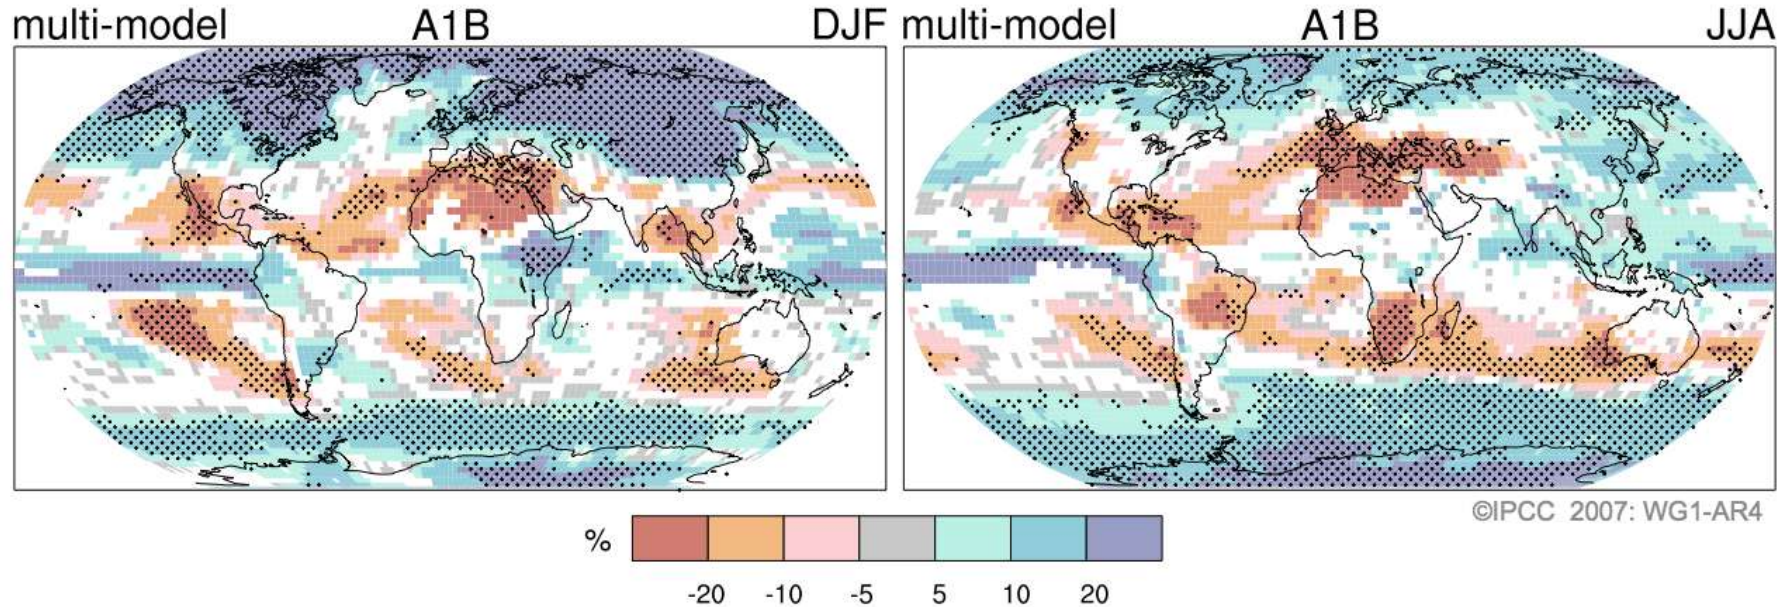 multi-model A1B DJF
multi-model A1B JJA
©IPCC 2007: WG1-AR4
%
-20 -10 -5 5 10 20